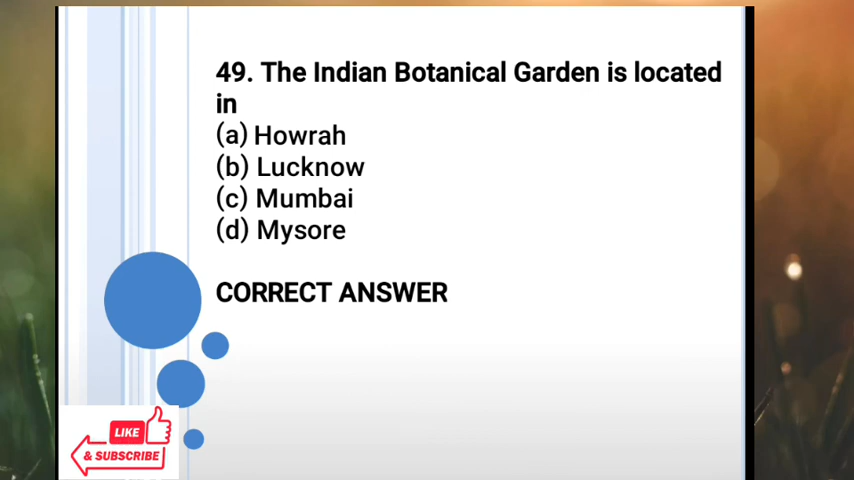 49. The Indian Botanical Garden is located
in
(a) Howrah
(b) Lucknow
(c) Mumbai
(d) Mysore
CORRECT ANSWER
LIKE
& SUBSCRIBE